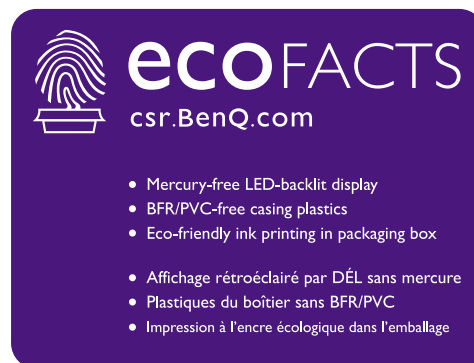 ecoFACTS
csr.BenQ.com
• Mercury-free LED-backlit display
• BFR/PVC-free casing plastics
• Eco-friendly ink printing in packaging box
• Affichage rétroéclairé par DÉL sans mercure
• Plastiques du boîtier sans BFR/PVC
• Impression à l'encre écologique dans l'emballage